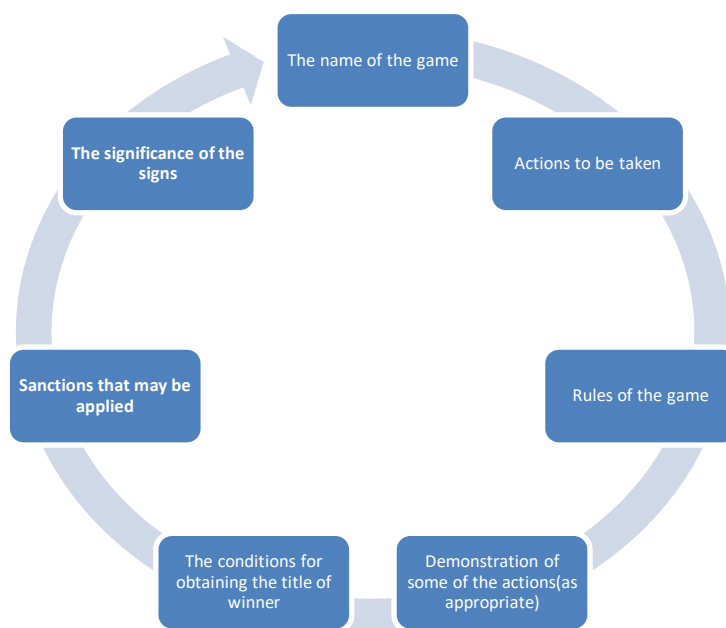 The name of the game
Actions to be taken
Rules of the game
Demonstration of
some of the actions(as
appropriate)
The conditions for
obtaining the title of
winner
Sanctions that may be
applied
The significance of the
signs